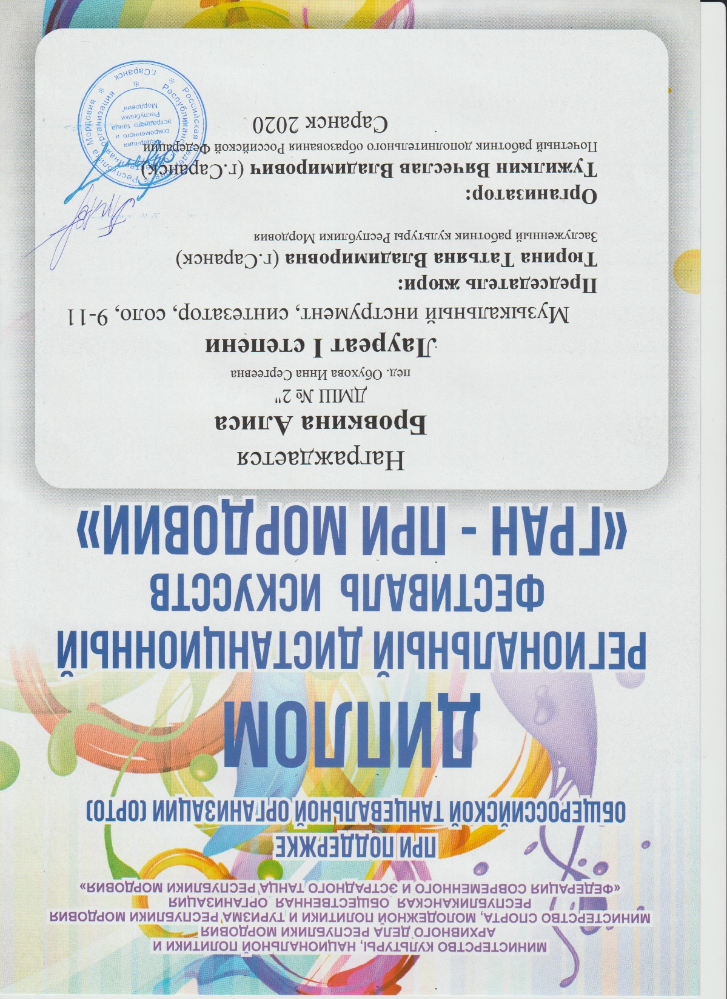 МИНИСТЕРСТВО КУЛЬТУРЫ, НАЦИОНАЛЬНОЙ ПОЛИТИКИ И
АРХИВНОГО ДЕЛА РЕСПУБЛИКИ МОРДОВИЯ
МИНИСТЕРСТВО СПОРТА, МОЛОДЕЖНОЙ ПОЛИТИКИ И ТУРИЗМА РЕСПУБЛИКИ МОРДОВИЯ
РЕСПУБЛИКАНСКАЯ ОБЩЕСТВЕННАЯ ОРГАНИЗАЦИЯ
«ФЕДЕРАЦИЯ СОВРЕМЕННОГО И ЭСТРАДНОГО ТАНЦА РЕСПУБЛИКИ МОРДОВИЯ»
ПРИ ПОДДЕРЖКЕ
ОБЩЕРОССИЙСКОЙ ТАНЦЕВАЛЬНОЙ ОРГАНИЗАЦИИ (ОРТО)
ДИПЛОМ
РЕГИОНАЛЬНЫЙ ДИСТАНЦИОННЫЙ
ФЕСТИВАЛЬ ИСКУССТВ
«ГРАН - ПРИ МОРДОВИИ»
Награждается
Бровкина Алиса
ДМШ № 2"
пед. Обухова Инна Сергеевна
Лауреат I степени
Музыкальный инструмент, синтезатор, соло, 9-11
Председатель жюри:
Тюрина Татьяна Владимировна (г.Саранск)
Заслуженный работник культуры Республики Мордовия
Организатор:
Тужилкин Вячеслав Владимирович (г.Саранск)
Почетный работник дополнительного образования Российской Федерации
Саранск 2020
Российская Федерация * Республика Мордовия * г.Саранск *
Республиканская общественная организация *
"Федерация
современного и
эстрадного танца
Республики
Мордовия"